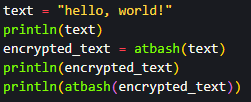 text = "hello, world!"
println(text)
encrypted_text = atbash(text)
println(encrypted_text)
println(atbash(encrypted_text))